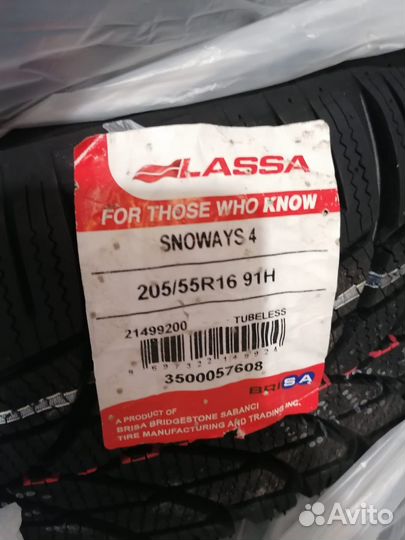 LASSA
FOR THOSE WHO KNOW
SNOWAYS 4
205/55R16 91H
21499200 TUBELESS
3500057608
BRISA
A PRODUCT OF
BRISA BRIDGESTONE SABANCI
TIRE MANUFACTURING AND TRADING INC.
Avito